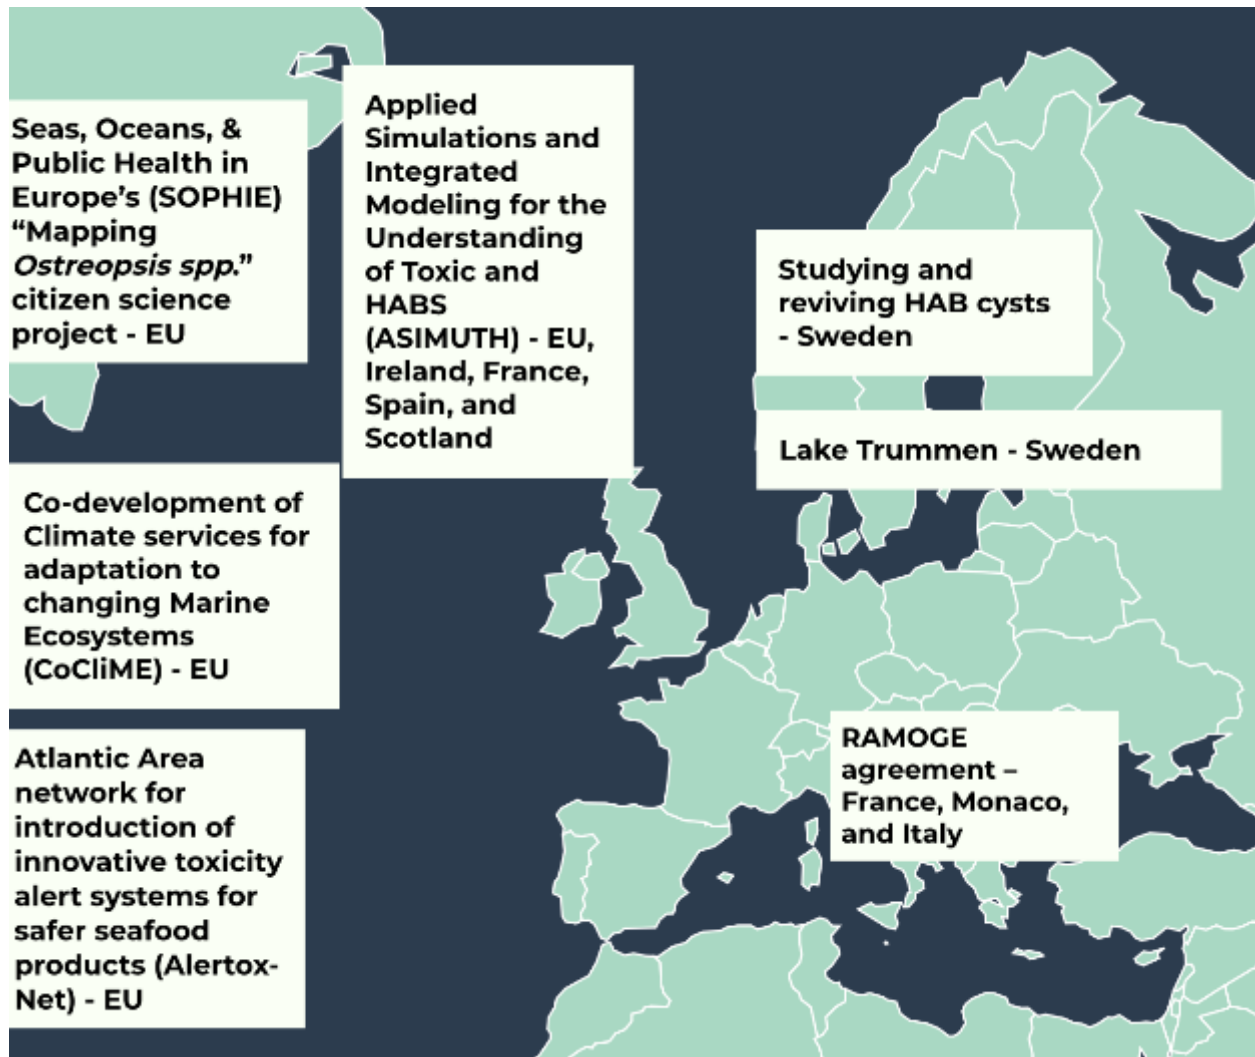 Seas, Oceans, &
Public Health in
Europe’s (SOPHIE)
“Mapping
Ostreopsis spp.”
citizen science
project - EU
Applied
Simulations and
Integrated
Modeling for the
Understanding
of Toxic and
HABS
(ASIMUTH) - EU,
Ireland, France,
Spain, and
Scotland
Studying and
reviving HAB cysts
- Sweden
Lake Trummen - Sweden
Co-development of
Climate services for
adaptation to
changing Marine
Ecosystems
(CoCliME) - EU
RAMOGE
agreement –
France, Monaco,
and Italy
Atlantic Area
network for
introduction of
innovative toxicity
alert systems for
safer seafood
products (Alertox-
Net) - EU